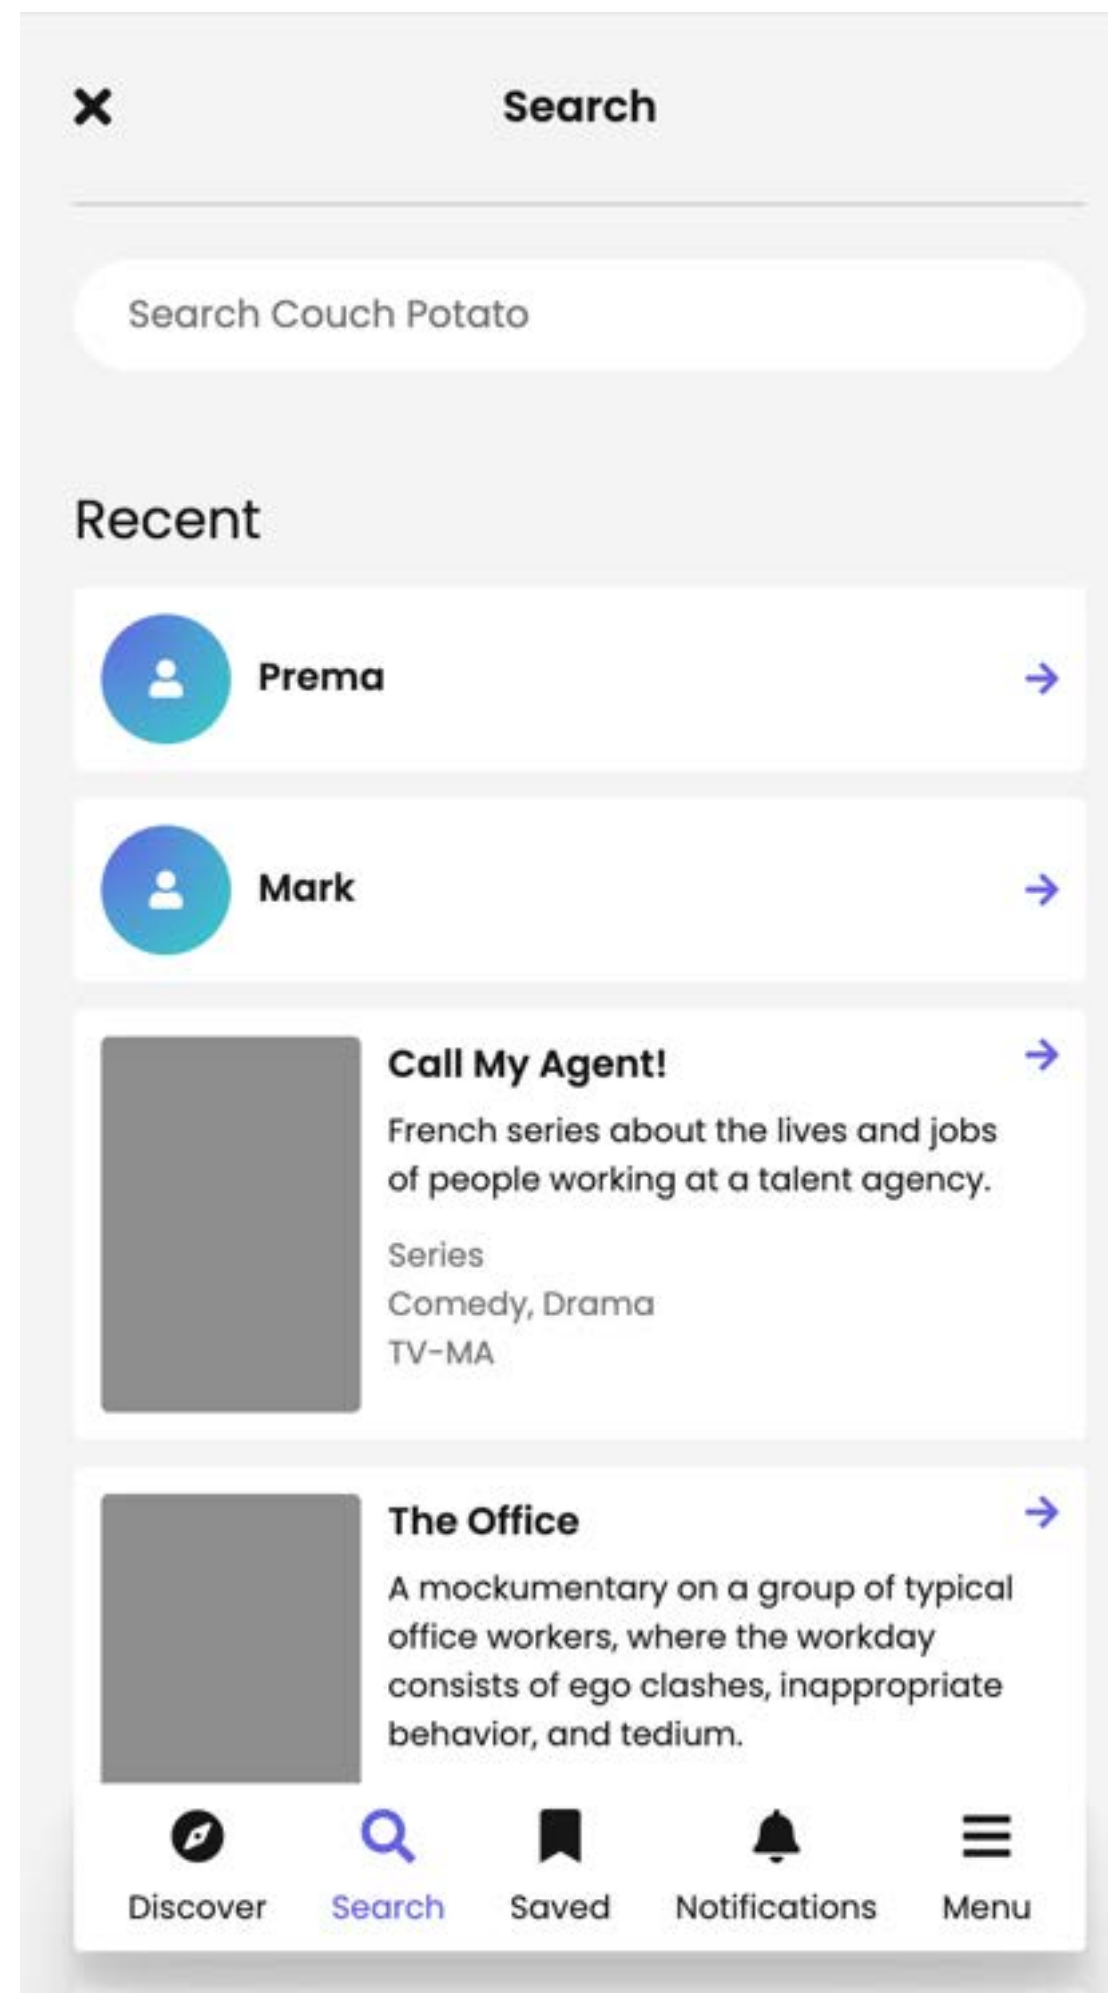 Search
Search Couch Potato
Recent
Prema
Mark
Call My Agent!
French series about the lives and jobs
of people working at a talent agency.
Series
Comedy, Drama
TV-MA
The Office
A mockumentary on a group of typical
office workers, where the workday
consists of ego clashes, inappropriate
behavior, and tedium.
Discover
Search
Saved
Notifications
Menu